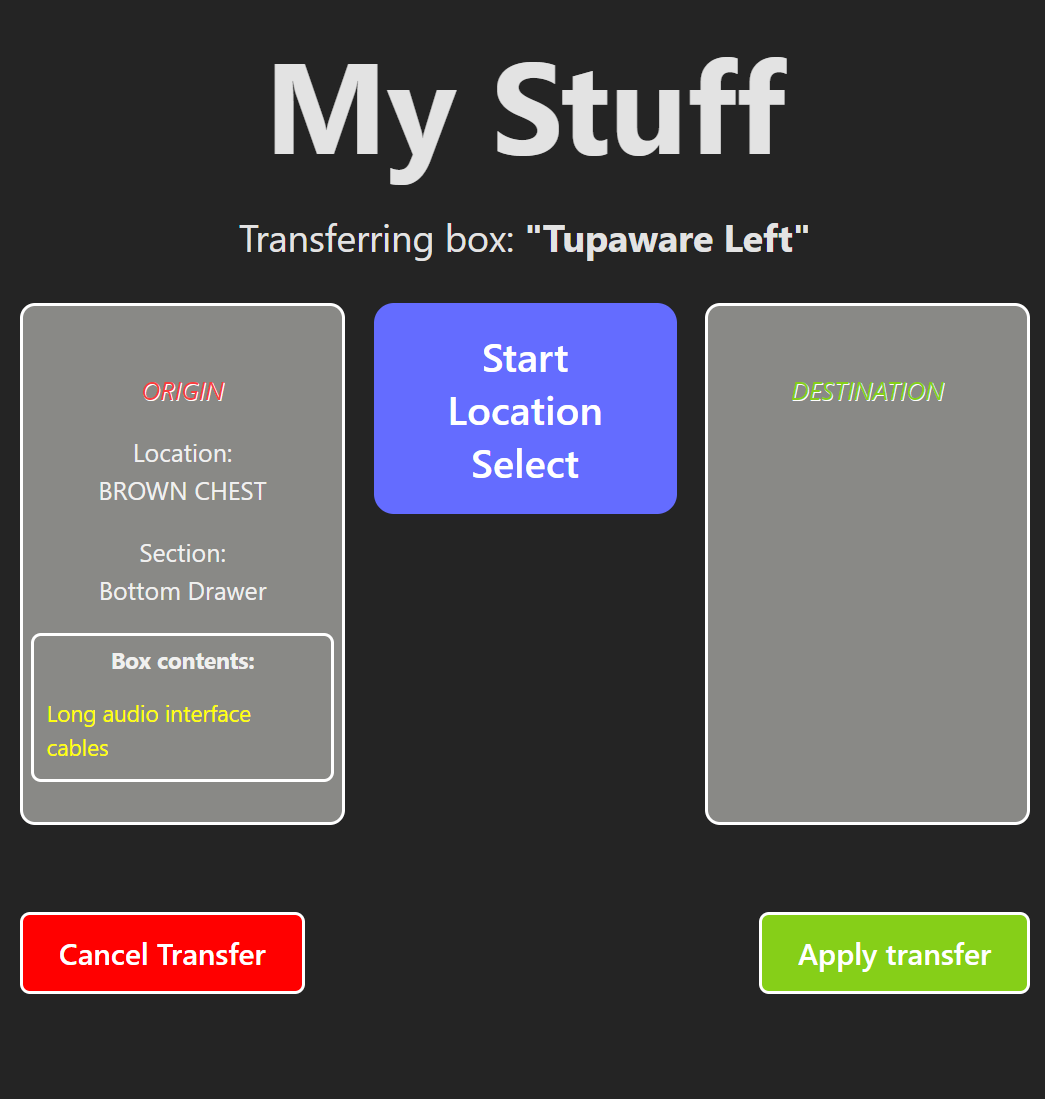 My Stuff
Transferring box: "Tupaware Left"
ORIGIN
Location:
BROWN CHEST
Section:
Bottom Drawer
Box contents:
Long audio interface
cables
Start
Location
Select
DESTINATION
Cancel Transfer
Apply transfer